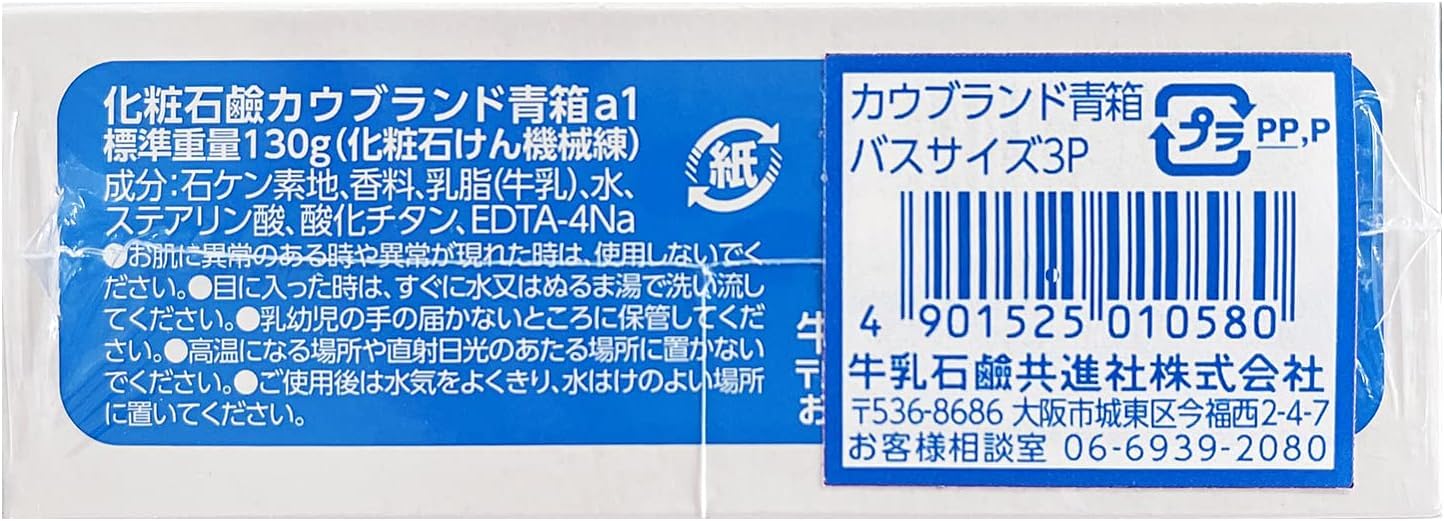 化粧石鹼カウブランド青箱a1
標準重量130g(化粧石けん機械練)
成分:石ケン素地、香料、乳脂(牛乳)、水、
ステアリン酸、酸化チタン、EDTA-4Na
●お肌に異常のある時や異常が現れた時は、使用しないでく
ださい。●目に入った時は、すぐに水又はぬるま湯で洗い流し
てください。●乳幼児の手の届かないところに保管してくだ
さい。●高温になる場所や直射日光のあたる場所に置かない
でください。●ご使用後は水気をよくきり、水はけのよい場所
に置いてください。
紙
牛
〒
お
カウブランド青箱
バスサイズ3P
プラ
PP,P
4 901525 010580
牛乳石鹼共進社株式会社
〒536-8686 大阪市城東区今福西2-4-7
お客様相談室 06-6939-2080